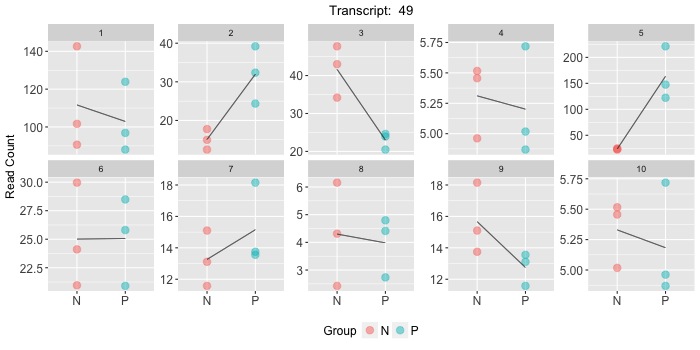 Transcript: 49
1 2 3 4 5
140 120 100
40 30 20
40 30 20
5.75 5.50 5.25 5.00
200 150 100 50
Read Count
6 7 8 9 10
30.0 27.5 25.0 22.5
18 16 14 12
6 5 4 3
18 16 14 12
5.75 5.50 5.25 5.00
N P N P N P N P N P
Group N P